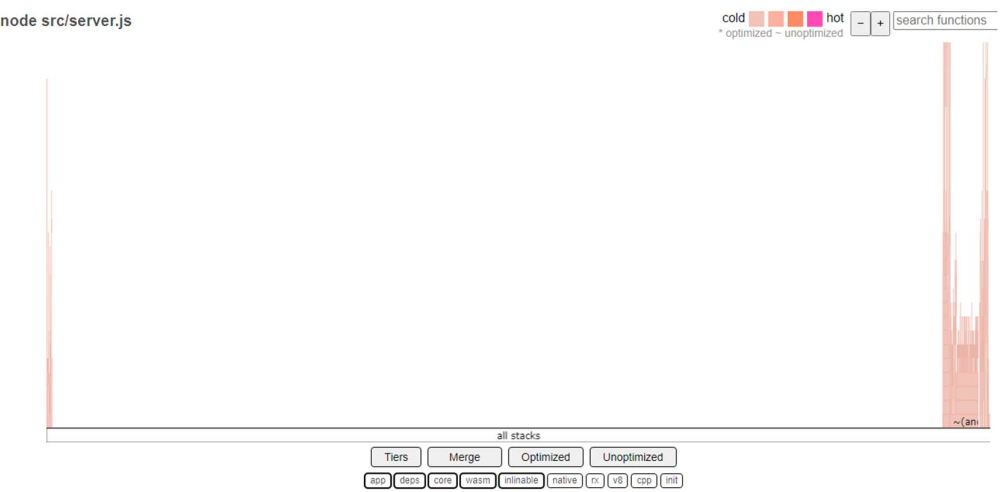 node src/server.js
cold hot − + search functions
* optimized ~ unoptimized
~(an
all stacks
Tiers Merge Optimized Unoptimized
app deps core wasm inlinable native rx v8 cpp init